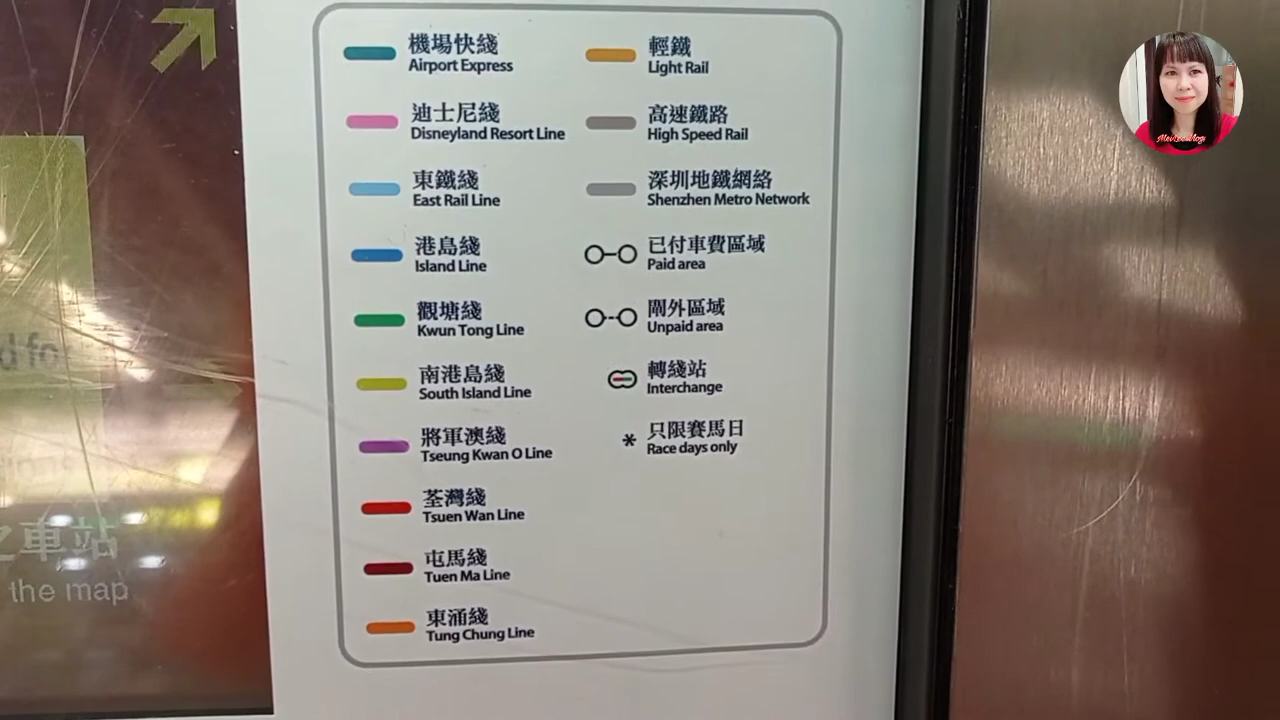 機場快綫
Airport Express
迪士尼綫
Disneyland Resort Line
東鐵綫
East Rail Line
港島綫
Island Line
觀塘綫
Kwun Tong Line
南港島綫
South Island Line
將軍澳綫
Tseung Kwan O Line
荃灣綫
Tsuen Wan Line
屯馬綫
Tuen Ma Line
東涌綫
Tung Chung Line
輕鐵
Light Rail
高速鐵路
High Speed Rail
深圳地鐵網絡
Shenzhen Metro Network
已付車費區域
Paid area
閘外區域
Unpaid area
轉綫站
Interchange
* 只限賽馬日
Race days only
之車站
the map